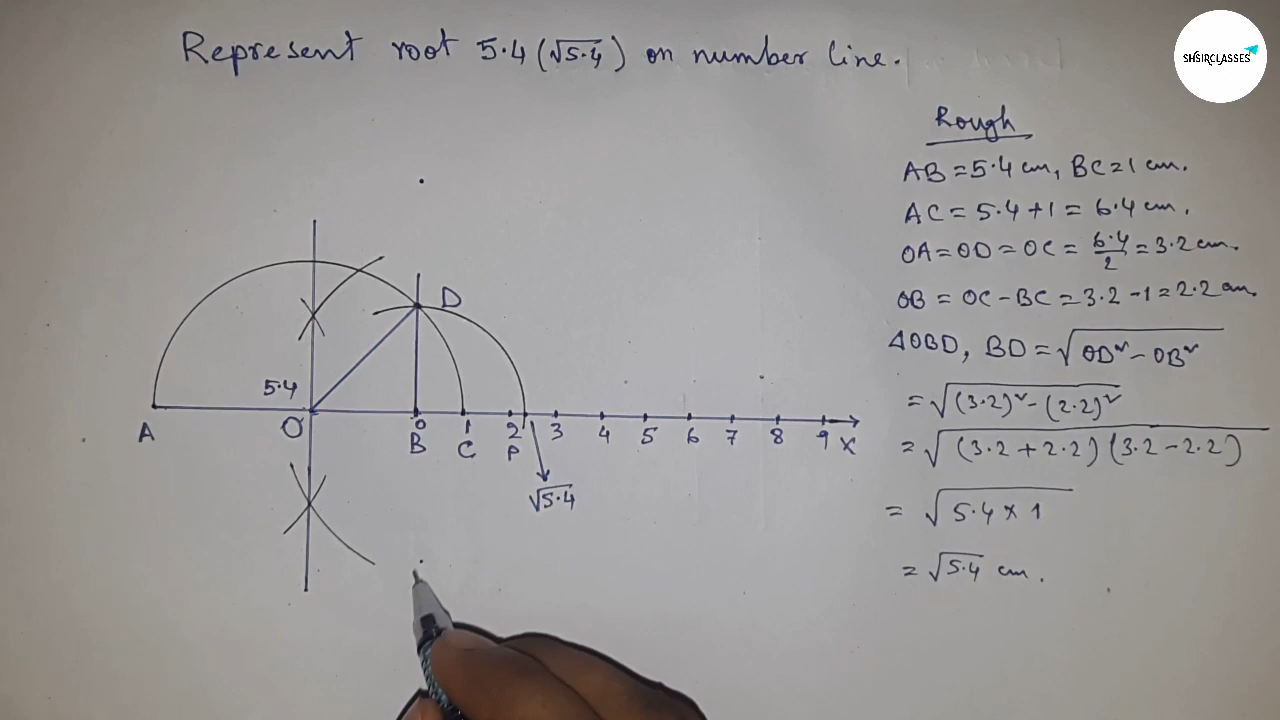 Represent root 5.4 (√5.4) on number line.
SHSIRCLASSES
Rough
AB = 5.4 cm, BC = 1 cm.
AC = 5.4 + 1 = 6.4 cm.
OA = OD = OC = 6.4/2 = 3.2 cm.
OB = OC - BC = 3.2 - 1 = 2.2 cm.
△OBD, BD = √OD² - OB²
= √(3.2)² - (2.2)²
= √(3.2 + 2.2) (3.2 - 2.2)
= √5.4 × 1
= √5.4 cm.
D
5.4
A O B 0 C 1 P 2 3 4 5 6 7 8 9 X
√5.4